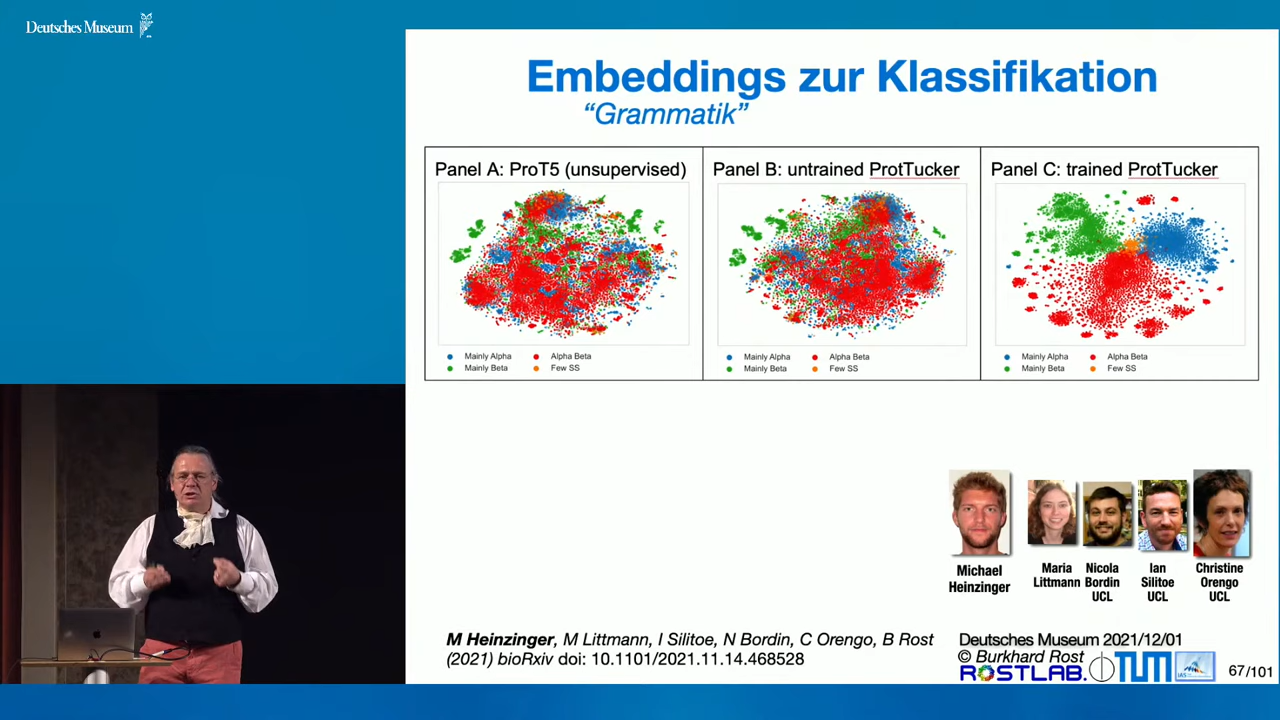 Deutsches Museum
Embeddings zur Klassifikation
“Grammatik”
Panel A: ProT5 (unsupervised)
Mainly Alpha
Alpha Beta
Mainly Beta
Few SS
Panel B: untrained ProtTucker
Mainly Alpha
Alpha Beta
Mainly Beta
Few SS
Panel C: trained ProtTucker
Mainly Alpha
Alpha Beta
Mainly Beta
Few SS
Michael
Heinzinger
Maria
Littmann
Nicola
Bordin
UCL
Ian
Silitoe
UCL
Christine
Orengo
UCL
M Heinzinger, M Littmann, I Silitoe, N Bordin, C Orengo, B Rost
(2021) bioRxiv doi: 10.1101/2021.11.14.468528
Deutsches Museum 2021/12/01
© Burkhard Rost
ROSTLAB.
TUM
IAS
67/101